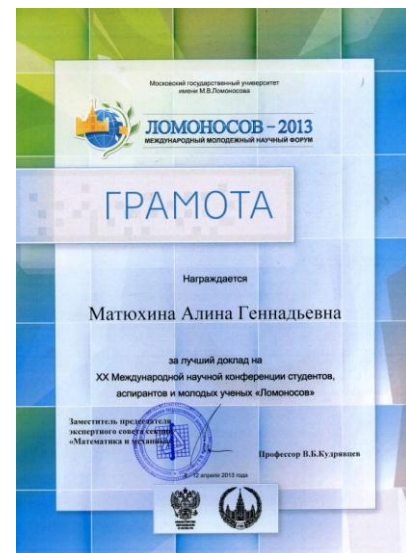 Московский государственный университет
имени М.В.Ломоносова
ЛОМОНОСОВ – 2013
МЕЖДУНАРОДНЫЙ МОЛОДЕЖНЫЙ НАУЧНЫЙ ФОРУМ
ГРАМОТА
Награждается
Матюхина Алина Геннадьевна
за лучший доклад на
XX Международной научной конференции студентов,
аспирантов и молодых ученых «Ломоносов»
Заместитель председателя
экспертного совета секции
«Математика и механика»
Профессор В.Б.Кудрявцев
12 апреля 2013 года